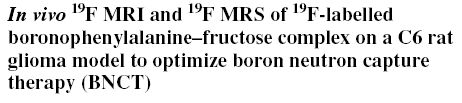 In vivo ¹⁹F MRI and ¹⁹F MRS of ¹⁹F-labelled
boronophenylalanine–fructose complex on a C6 rat
glioma model to optimize boron neutron capture
therapy (BNCT)